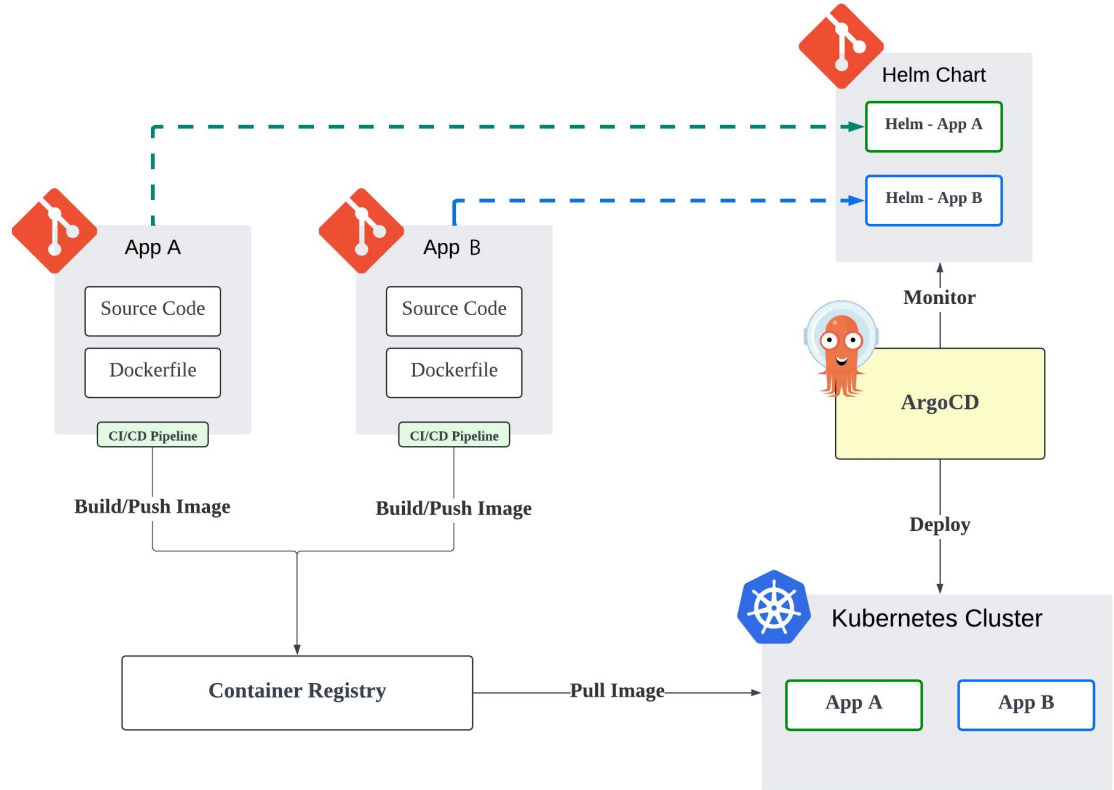 Helm Chart
Helm - App A
Helm - App B
App A
Source Code
Dockerfile
CI/CD Pipeline
App B
Source Code
Dockerfile
CI/CD Pipeline
Monitor
ArgoCD
Build/Push Image
Build/Push Image
Deploy
Container Registry
Pull Image
Kubernetes Cluster
App A
App B